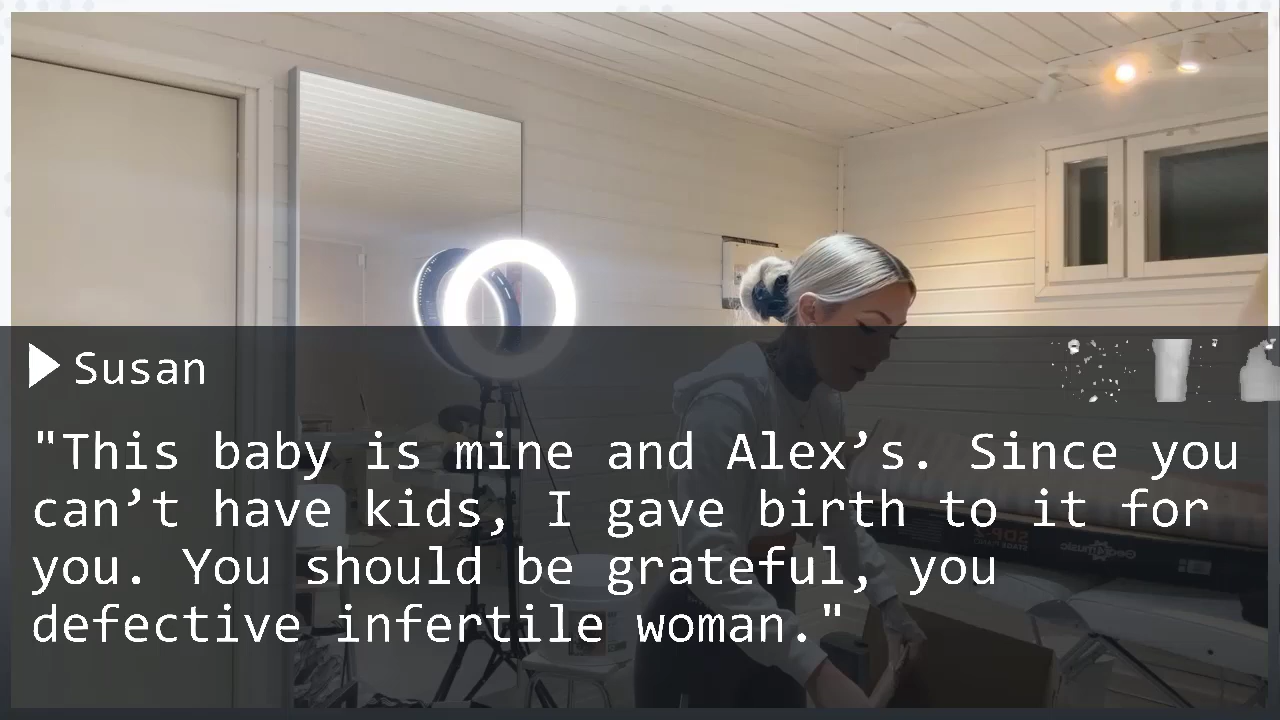 Susan
"This baby is mine and Alex’s. Since you
can’t have kids, I gave birth to it for
you. You should be grateful, you
defective infertile woman."